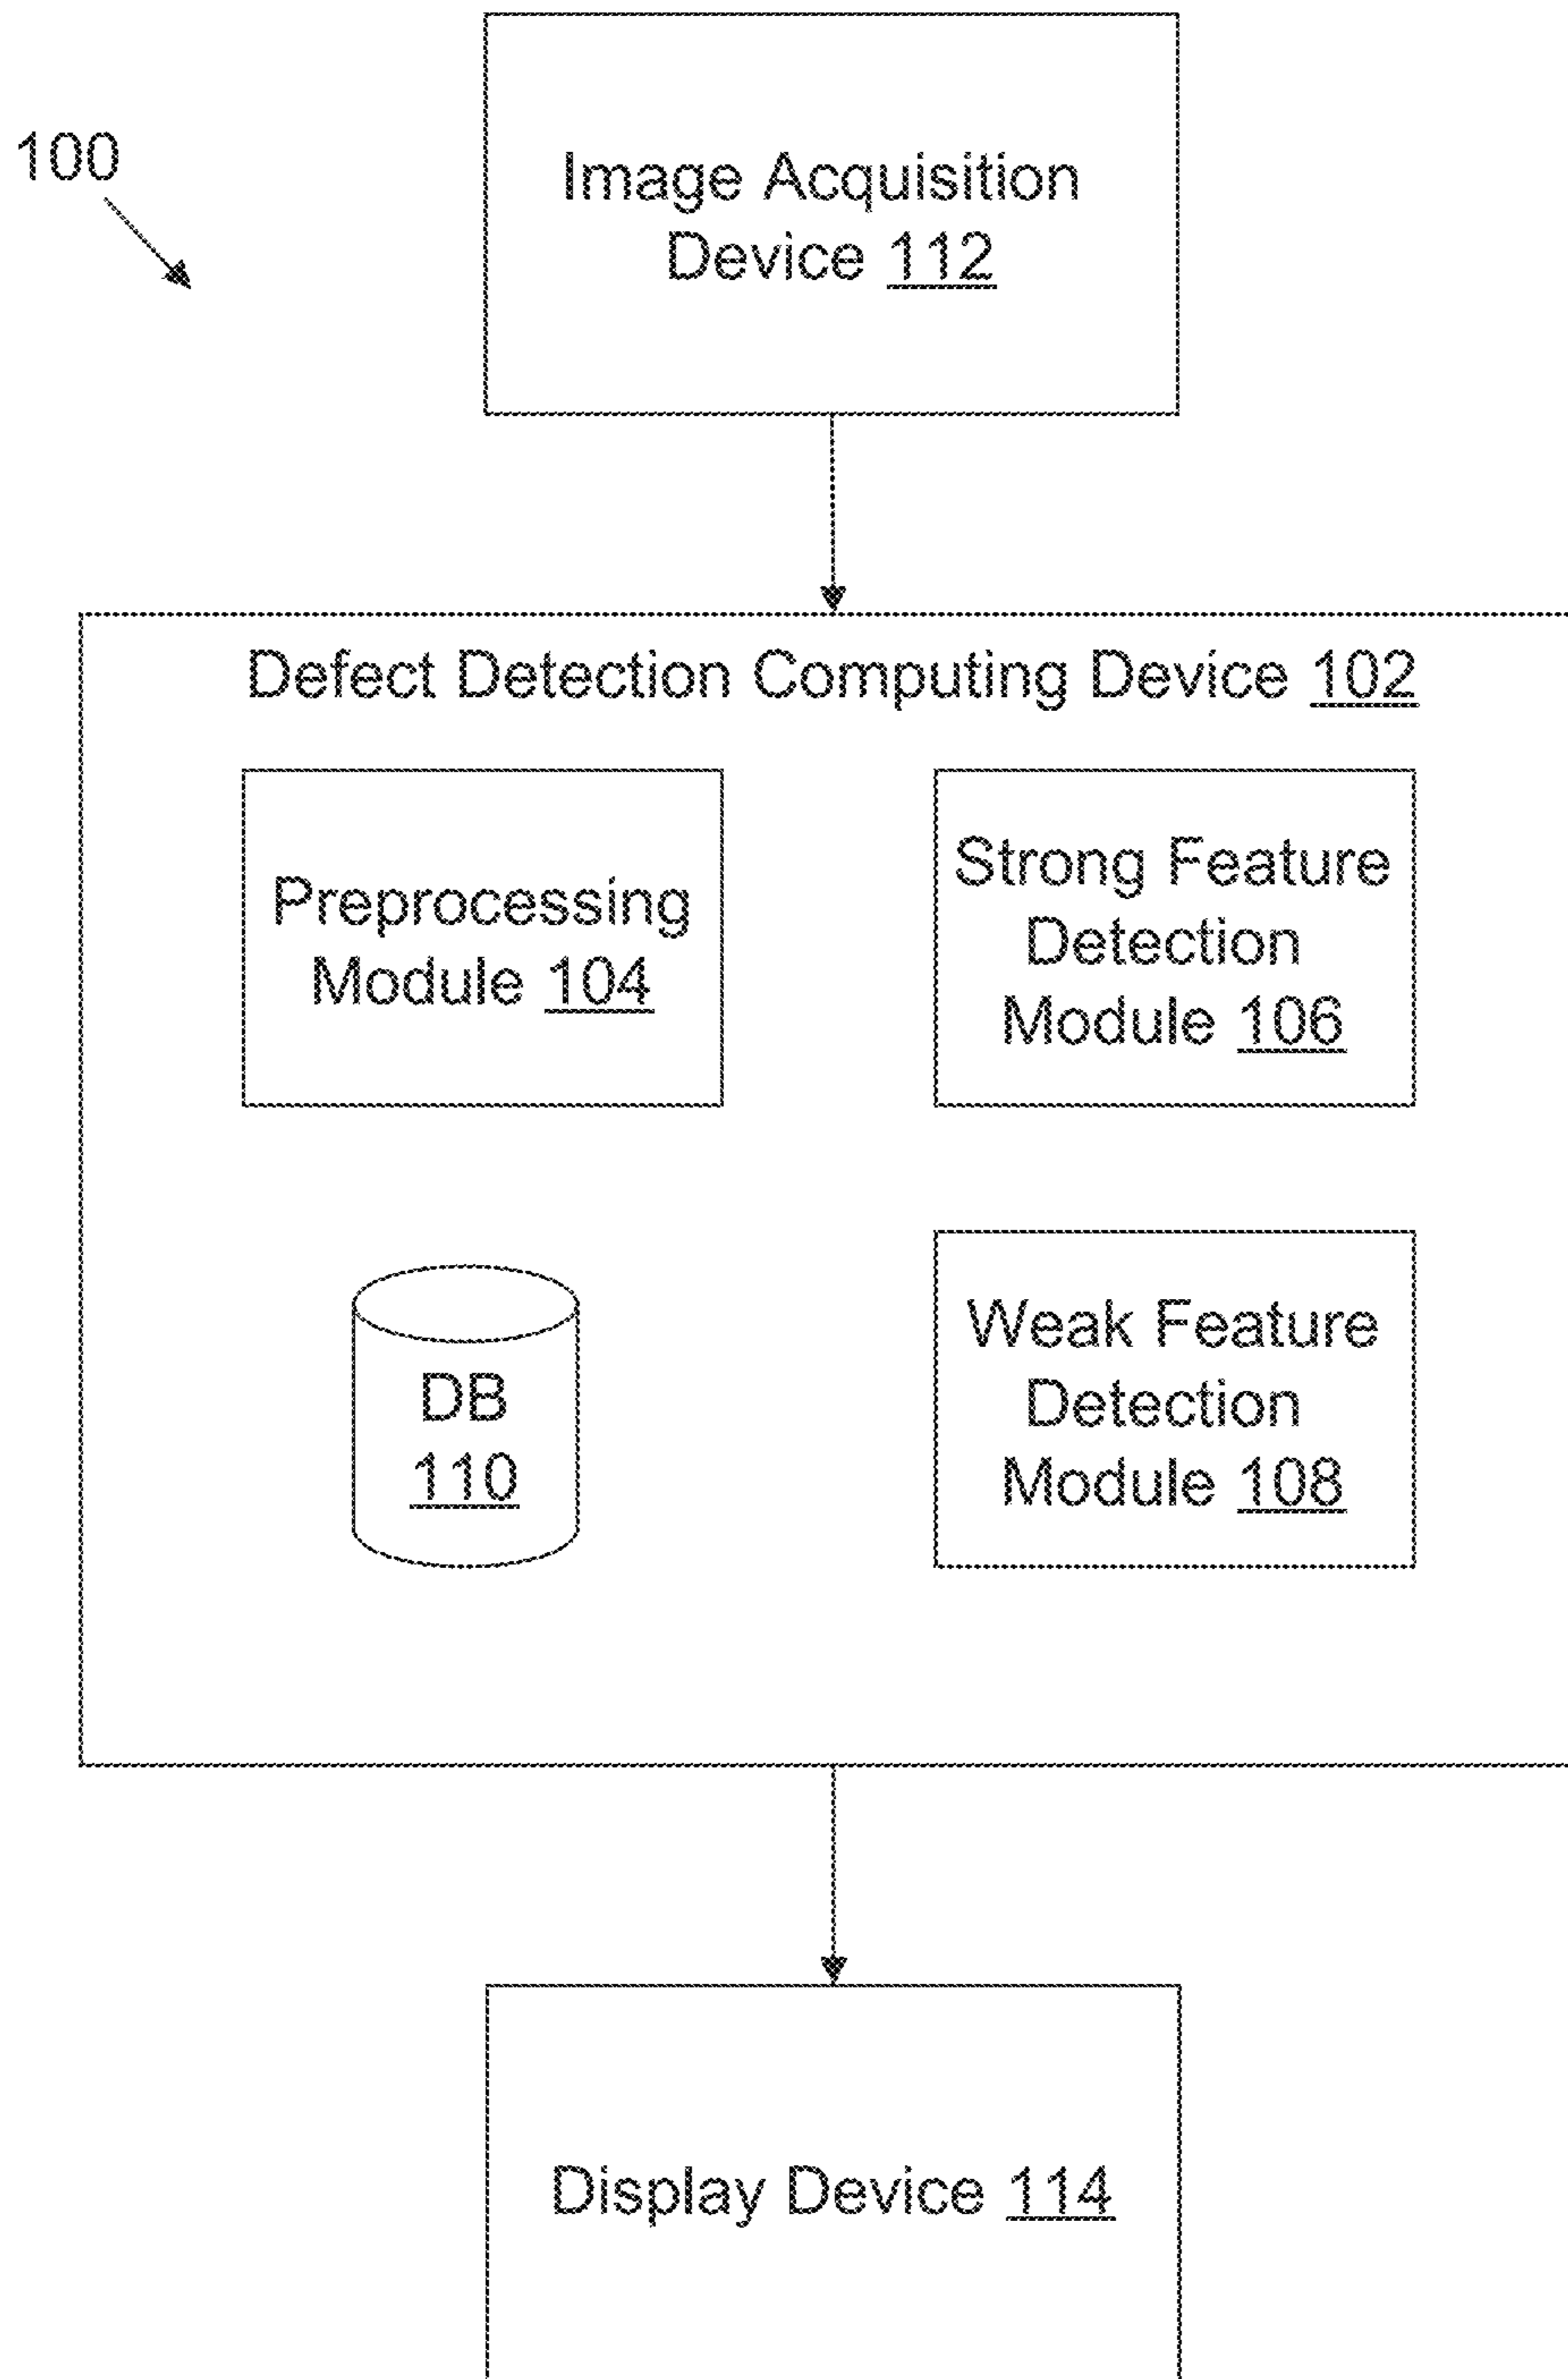 100
Image Acquisition
Device 112
Defect Detection Computing Device 102
Preprocessing
Module 104
Strong Feature
Detection
Module 106
DB
110
Weak Feature
Detection
Module 108
Display Device 114